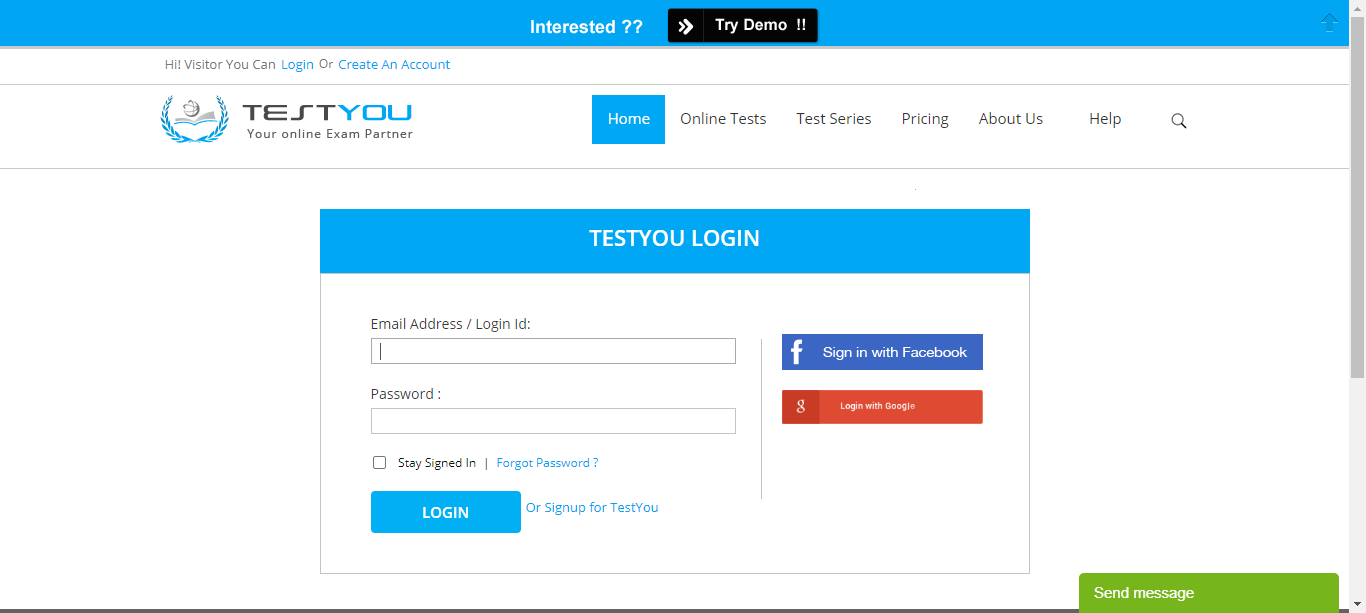 Interested ??
Try Demo !!
Hi! Visitor You Can Login Or Create An Account
TESTYOU
Your online Exam Partner
Home Online Tests Test Series Pricing About Us Help
TESTYOU LOGIN
Email Address / Login Id:
Sign in with Facebook
Password :
Login with Google
Stay Signed In | Forgot Password ?
LOGIN Or Signup for TestYou
Send message